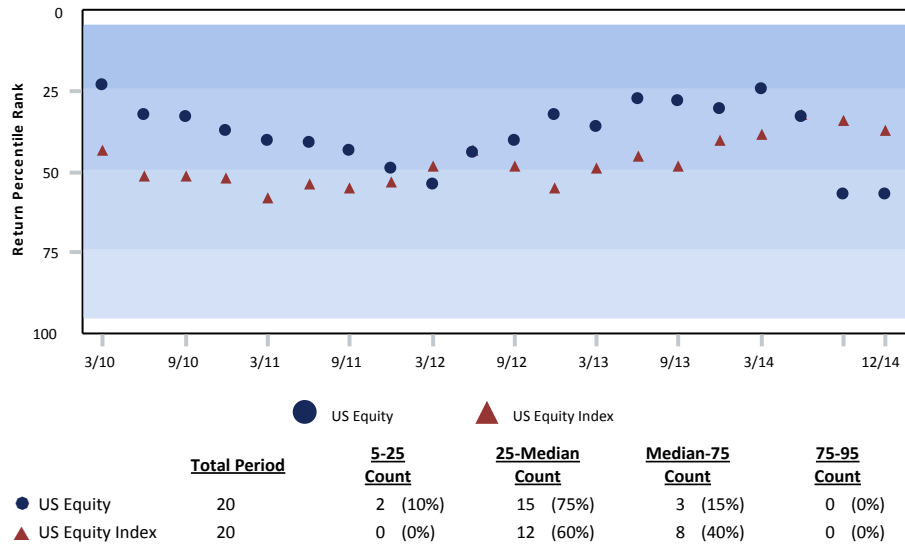 0
25
50
75
100
Return Percentile Rank
3/10 9/10 3/11 9/11 3/12 9/12 3/13 9/13 3/14 12/14
US Equity US Equity Index
Total Period 5-25 Count 25-Median Count Median-75 Count 75-95 Count
US Equity 20 2 (10%) 15 (75%) 3 (15%) 0 (0%)
US Equity Index 20 0 (0%) 12 (60%) 8 (40%) 0 (0%)